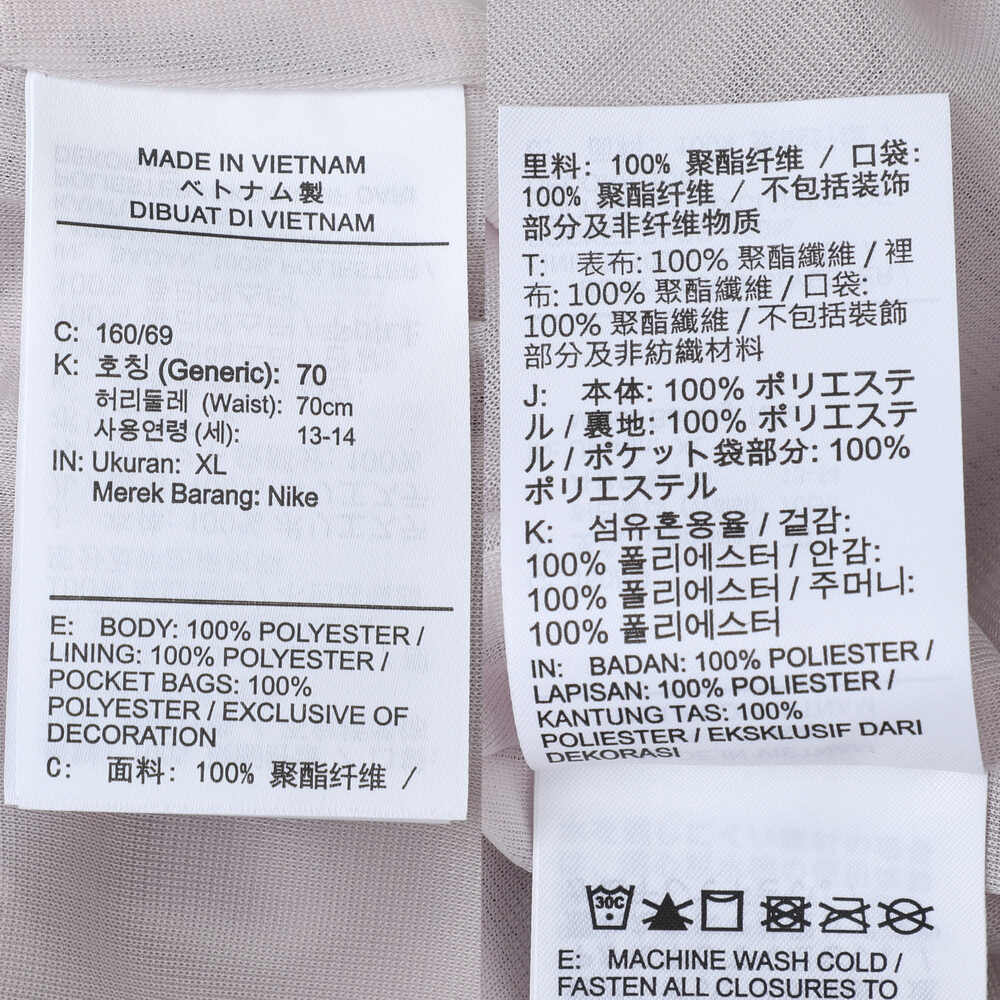 MADE IN VIETNAM
ベトナム製
DIBUAT DI VIETNAM
C: 160/69
K: 호칭 (Generic): 70
허리둘레 (Waist): 70cm
사용연령 (세): 13-14
IN: Ukuran: XL
Merek Barang: Nike
E: BODY: 100% POLYESTER /
LINING: 100% POLYESTER /
POCKET BAGS: 100%
POLYESTER / EXCLUSIVE OF
DECORATION
C: 面料: 100% 聚酯纤维 /
里料: 100% 聚酯纤维 / 口袋:
100% 聚酯纤维 / 不包括装饰
部分及非纤维物质
T: 表布: 100% 聚酯纖維 / 裡
布: 100% 聚酯纖維 / 口袋:
100% 聚酯纖維 / 不包括裝飾
部分及非紡織材料
J: 本体: 100% ポリエステ
ル / 裏地: 100% ポリエステ
ル / ポケット袋部分: 100%
ポリエステル
K: 섬유혼용율 / 겉감:
100% 폴리에스터 / 안감:
100% 폴리에스터 / 주머니:
100% 폴리에스터
IN: BADAN: 100% POLIESTER /
LAPISAN: 100% POLIESTER /
KANTUNG TAS: 100%
POLIESTER / EKSKLUSIF DARI
DEKORASI
30C
E: MACHINE WASH COLD /
FASTEN ALL CLOSURES TO